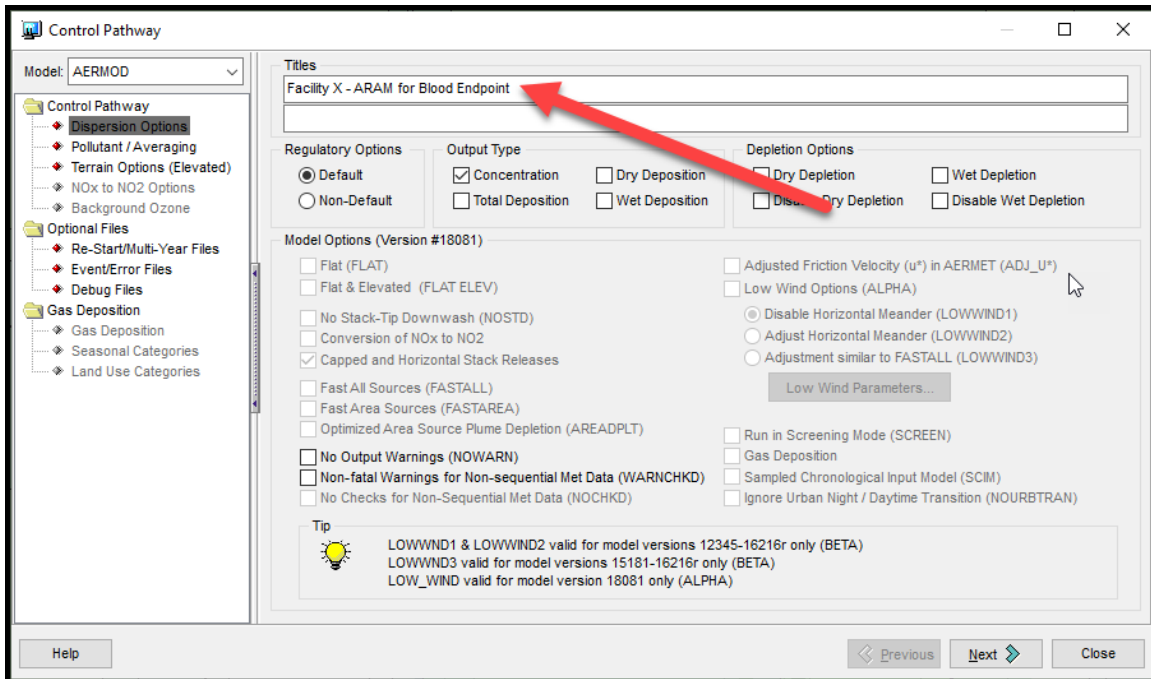 Control Pathway
Model: AERMOD
Control Pathway
Dispersion Options
Pollutant / Averaging
Terrain Options (Elevated)
NOx to NO2 Options
Background Ozone
Optional Files
Re-Start/Multi-Year Files
Event/Error Files
Debug Files
Gas Deposition
Gas Deposition
Seasonal Categories
Land Use Categories
Titles
Facility X - ARAM for Blood Endpoint
Regulatory Options
Default
Non-Default
Output Type
Concentration
Dry Deposition
Total Deposition
Wet Deposition
Depletion Options
Dry Depletion
Wet Depletion
Dry Depletion
Disable Wet Depletion
Model Options (Version #18081)
Flat (FLAT)
Flat & Elevated (FLAT ELEV)
No Stack-Tip Downwash (NOSTD)
Conversion of NOx to NO2
Capped and Horizontal Stack Releases
Fast All Sources (FASTALL)
Fast Area Sources (FASTAREA)
Optimized Area Source Plume Depletion (AREADPLT)
No Output Warnings (NOWARN)
Non-fatal Warnings for Non-sequential Met Data (WARNCHKD)
No Checks for Non-Sequential Met Data (NOCHKD)
Adjusted Friction Velocity (u*) in AERMET (ADJ_U*)
Low Wind Options (ALPHA)
Disable Horizontal Meander (LOWWIND1)
Adjust Horizontal Meander (LOWWIND2)
Adjustment similar to FASTALL (LOWWIND3)
Low Wind Parameters...
Run in Screening Mode (SCREEN)
Gas Deposition
Sampled Chronological Input Model (SCIM)
Ignore Urban Night / Daytime Transition (NOURBTRAN)
Tip
LOWWND1 & LOWWIND2 valid for model versions 12345-16216r only (BETA)
LOWWND3 valid for model versions 15181-16216r only (BETA)
LOW_WIND valid for model version 18081 only (ALPHA)
Help
Previous
Next
Close